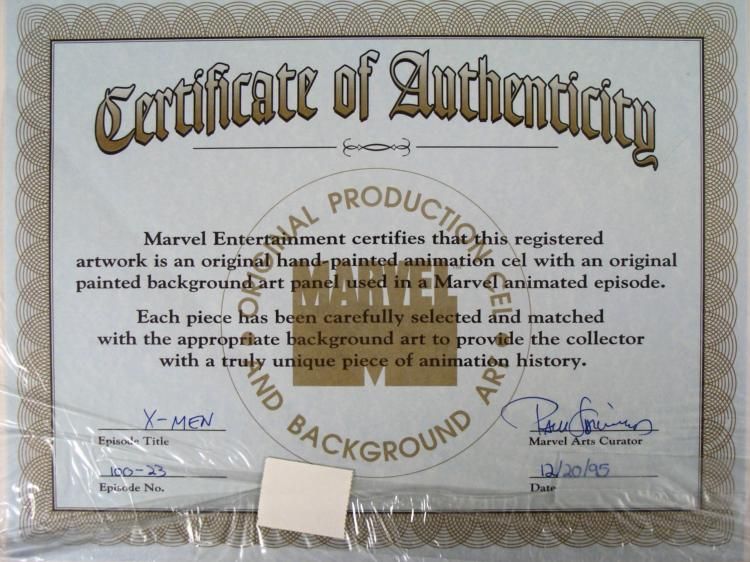 Certificate of Authenticity
ORIGINAL PRODUCTION CEL
AND BACKGROUND ART
MARVEL
Marvel Entertainment certifies that this registered
artwork is an original hand-painted animation cel with an original
painted background art panel used in a Marvel animated episode.
Each piece has been carefully selected and matched
with the appropriate background art to provide the collector
with a truly unique piece of animation history.
X-MEN
Episode Title
Marvel Arts Curator
100-23
12/20/95
Episode No.
Date